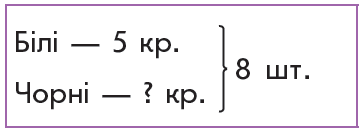 Білі — 5 кр.
Чорні — ? кр.
8 шт.